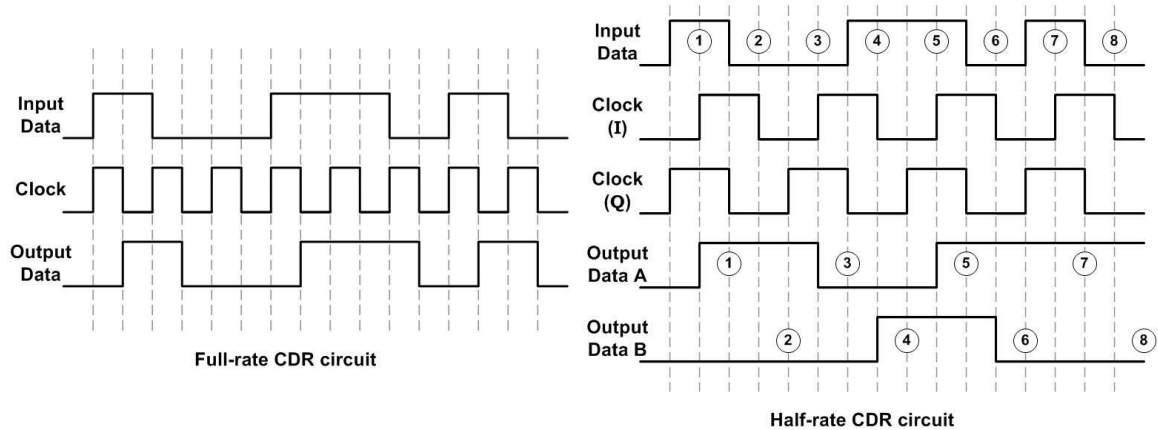 Input
Data
Clock
Output
Data
Full-rate CDR circuit
Input
Data
1 2 3 4 5 6 7 8
Clock
(I)
Clock
(Q)
Output
Data A
1 3 5 7
Output
Data B
2 4 6 8
Half-rate CDR circuit